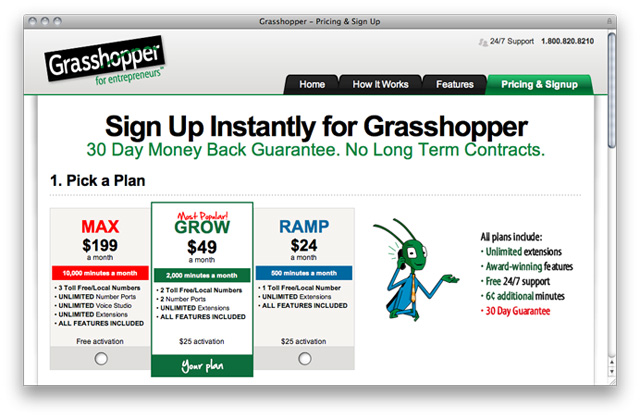 Grasshopper – Pricing & Sign Up
Grasshopper
for entrepreneurs
24/7 Support 1.800.820.8210
Home How It Works Features Pricing & Signup
Sign Up Instantly for Grasshopper
30 Day Money Back Guarantee. No Long Term Contracts.
1. Pick a Plan
MAX
$199
a month
10,000 minutes a month
• 3 Toll Free/Local Numbers
• UNLIMITED Number Ports
• UNLIMITED Voice Studio
• UNLIMITED Extensions
• ALL FEATURES INCLUDED
Free activation
Most Popular!
GROW
$49
a month
2,000 minutes a month
• 2 Toll Free/Local Numbers
• 2 Number Ports
• UNLIMITED Extensions
• ALL FEATURES INCLUDED
$25 activation
Your plan
RAMP
$24
a month
500 minutes a month
• 1 Toll Free/Local Number
• UNLIMITED Extensions
• ALL FEATURES INCLUDED
$25 activation
All plans include:
• Unlimited extensions
• Award-winning features
• Free 24/7 support
• 6¢ additional minutes
• 30 Day Guarantee